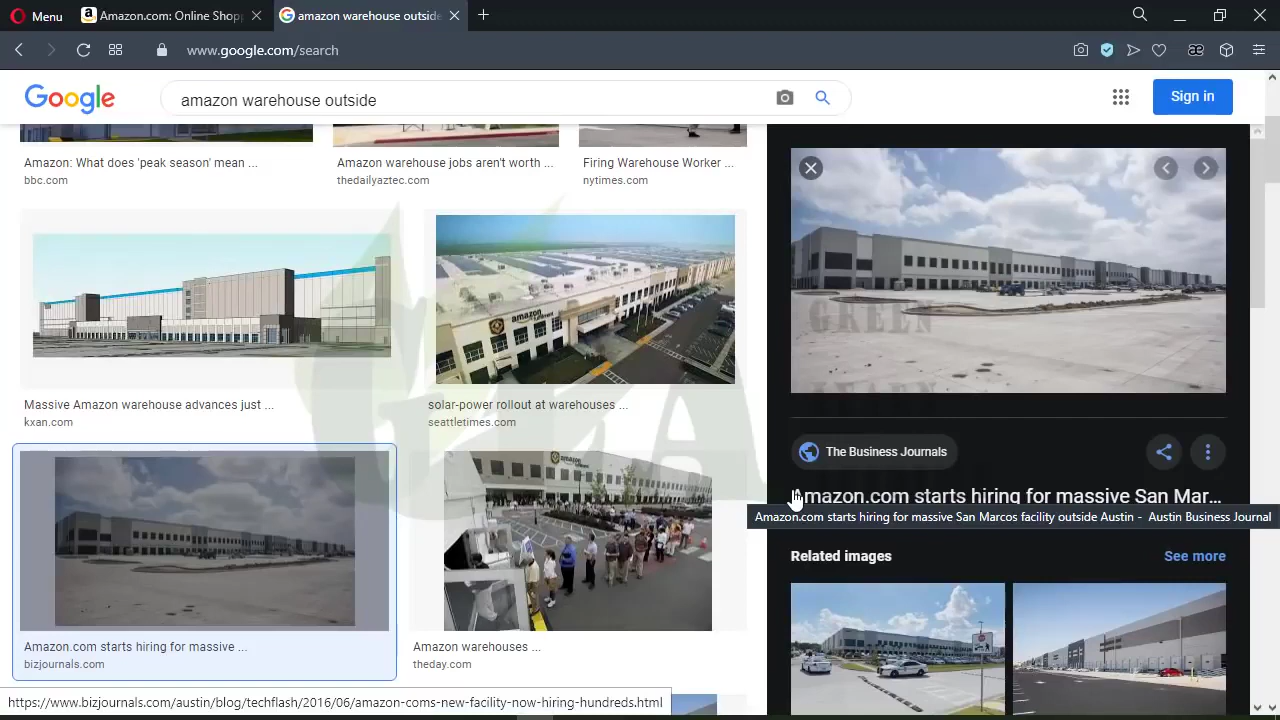 Menu
Amazon.com: Online Shopp
amazon warehouse outside
www.google.com/search
Google
amazon warehouse outside
Sign in
Amazon: What does 'peak season' mean ...
bbc.com
Amazon warehouse jobs aren't worth ...
thedailyaztec.com
Firing Warehouse Worker ...
nytimes.com
amazon
Massive Amazon warehouse advances just ...
kxan.com
solar-power rollout at warehouses ...
seattletimes.com
GREEN
The Business Journals
Amazon.com starts hiring for massive San Mar...
Amazon.com starts hiring for massive San Marcos facility outside Austin - Austin Business Journal
Related images
See more
amazon
Amazon.com starts hiring for massive ...
bizjournals.com
Amazon warehouses ...
theday.com
https://www.bizjournals.com/austin/blog/techflash/2016/06/amazon-coms-new-facility-now-hiring-hundreds.html